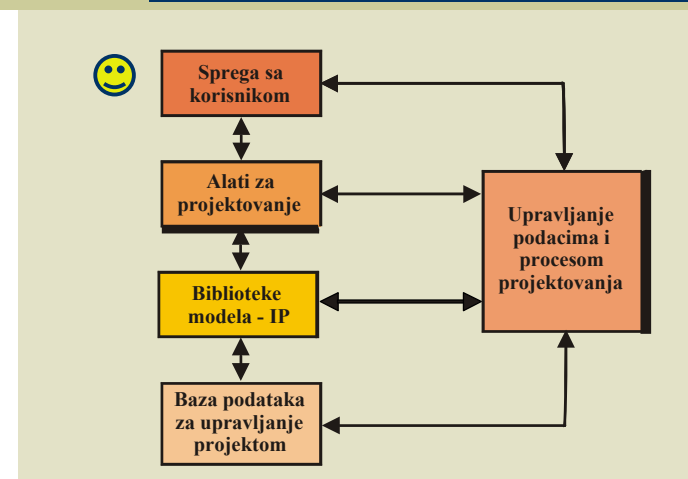 Sprega sa
korisnikom
Alati za
projektovanje
Upravljanje
podacima i
procesom
projektovanja
Biblioteke
modela - IP
Baza podataka
za upravljanje
projektom